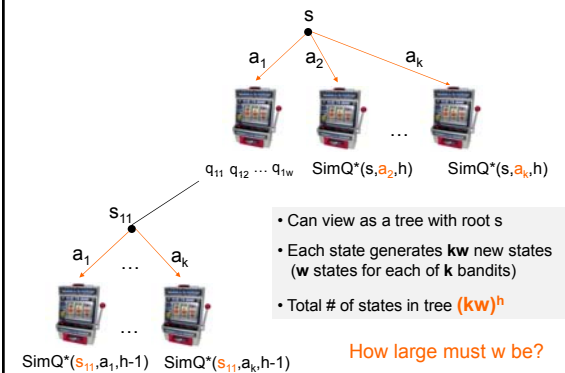 s
a₁ a₂ aₖ
…
q₁₁ q₁₂ … q₁w SimQ*(s,a₂,h) SimQ*(s,aₖ,h)
s₁₁
a₁ … aₖ
…
SimQ*(s₁₁,a₁,h-1) SimQ*(s₁₁,aₖ,h-1)
• Can view as a tree with root s
• Each state generates kw new states
(w states for each of k bandits)
• Total # of states in tree (kw)ʰ
How large must w be?